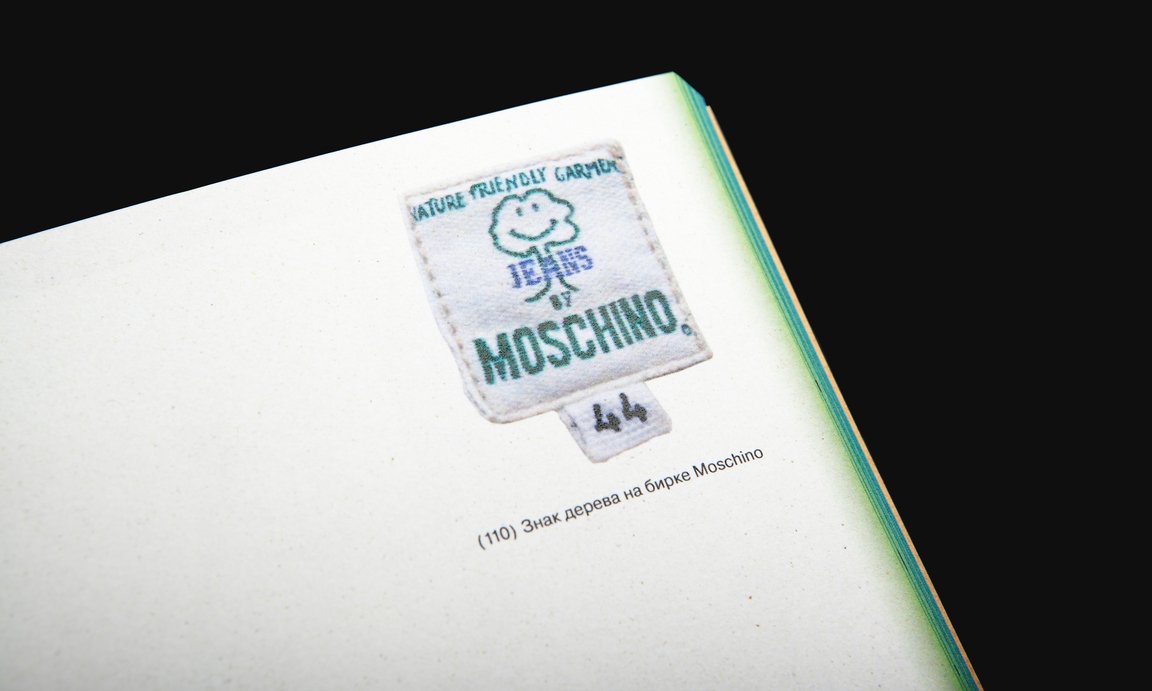 NATURE FRIENDLY GARMEN
JEANS
BY
MOSCHINO.
44
(110) Знак дерева на бирке Moschino